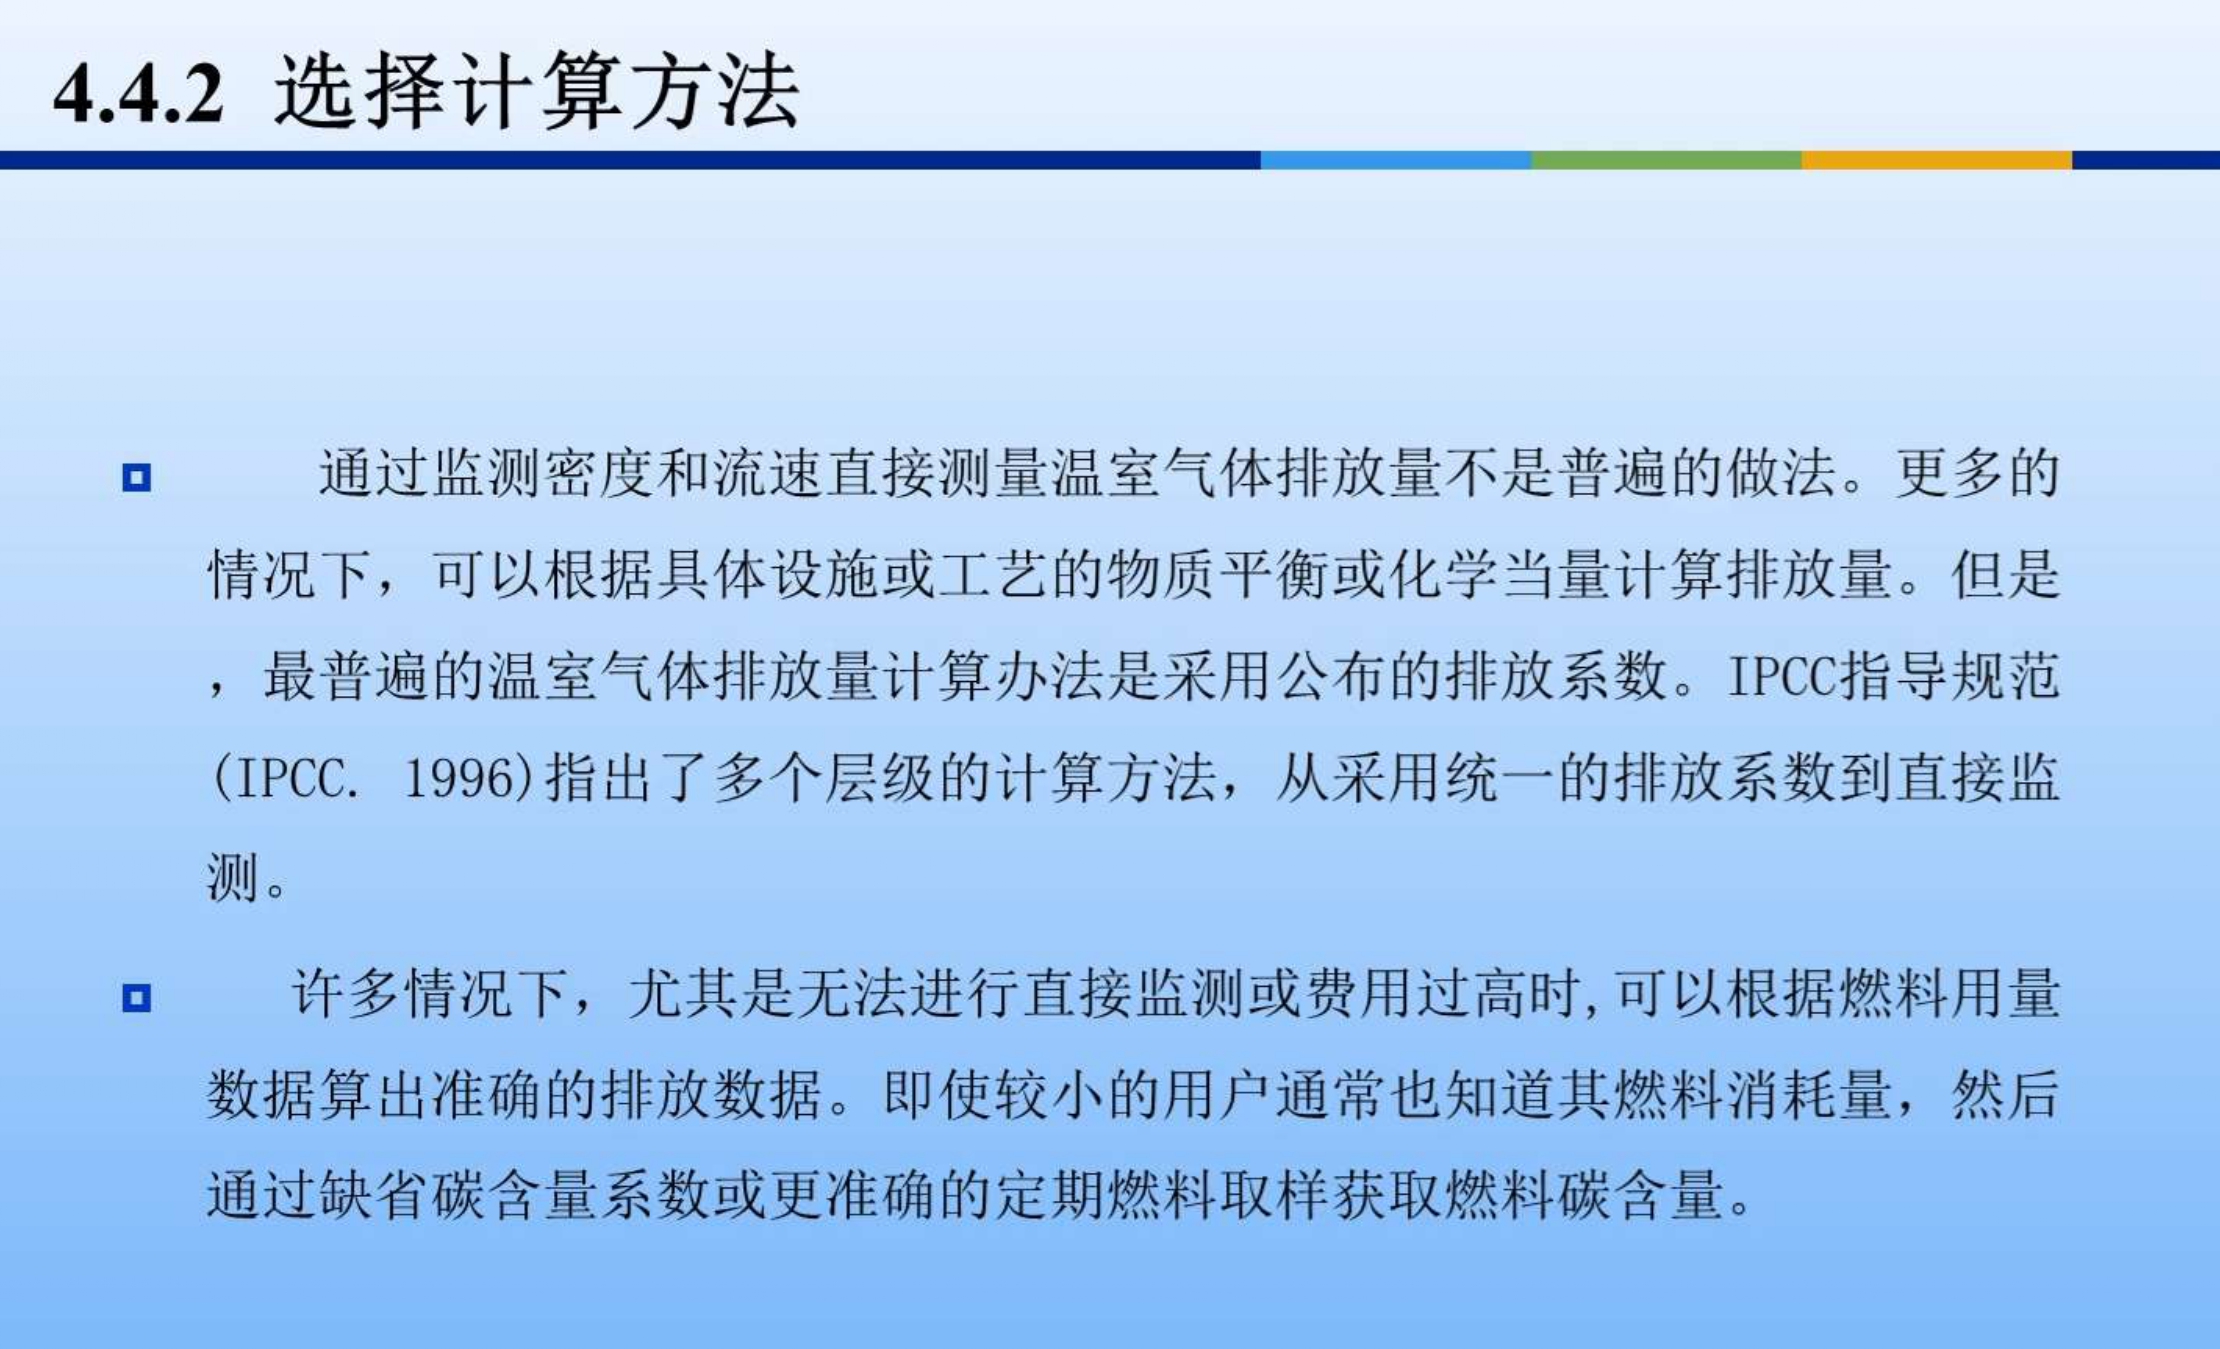 4.4.2 选择计算方法
通过监测密度和流速直接测量温室气体排放量不是普遍的做法。更多的
情况下，可以根据具体设施或工艺的物质平衡或化学当量计算排放量。但是
，最普遍的温室气体排放量计算办法是采用公布的排放系数。IPCC指导规范
(IPCC. 1996)指出了多个层级的计算方法，从采用统一的排放系数到直接监
测。
许多情况下，尤其是无法进行直接监测或费用过高时,可以根据燃料用量
数据算出准确的排放数据。即使较小的用户通常也知道其燃料消耗量，然后
通过缺省碳含量系数或更准确的定期燃料取样获取燃料碳含量。